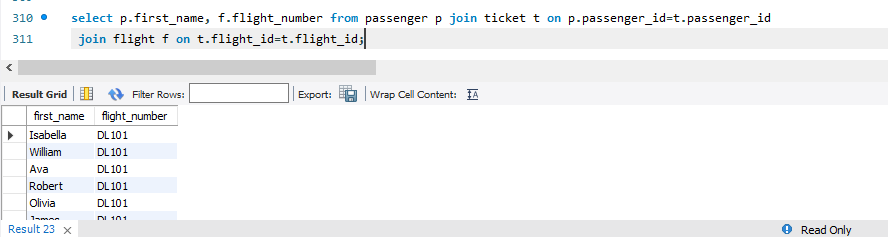 310 select p.first_name, f.flight_number from passenger p join ticket t on p.passenger_id=t.passenger_id
311 join flight f on t.flight_id=t.flight_id;
Result Grid Filter Rows: Export: Wrap Cell Content: IA
first_name flight_number
Isabella DL101
William DL101
Ava DL101
Robert DL101
Olivia DL101
James DL101
Result 23 × Read Only